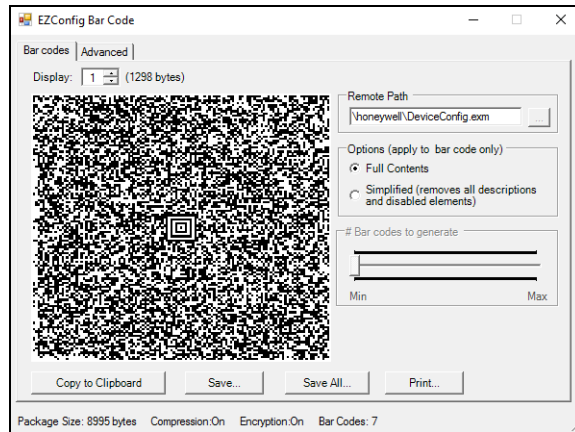 EZConfig Bar Code
Bar codes Advanced
Display: 1 (1298 bytes)
Remote Path
\honeywell\DeviceConfig.exm ...
Options (apply to bar code only)
Full Contents
Simplified (removes all descriptions
and disabled elements)
# Bar codes to generate
Min Max
Copy to Clipboard Save... Save All... Print...
Package Size: 8995 bytes Compression:On Encryption:On Bar Codes: 7